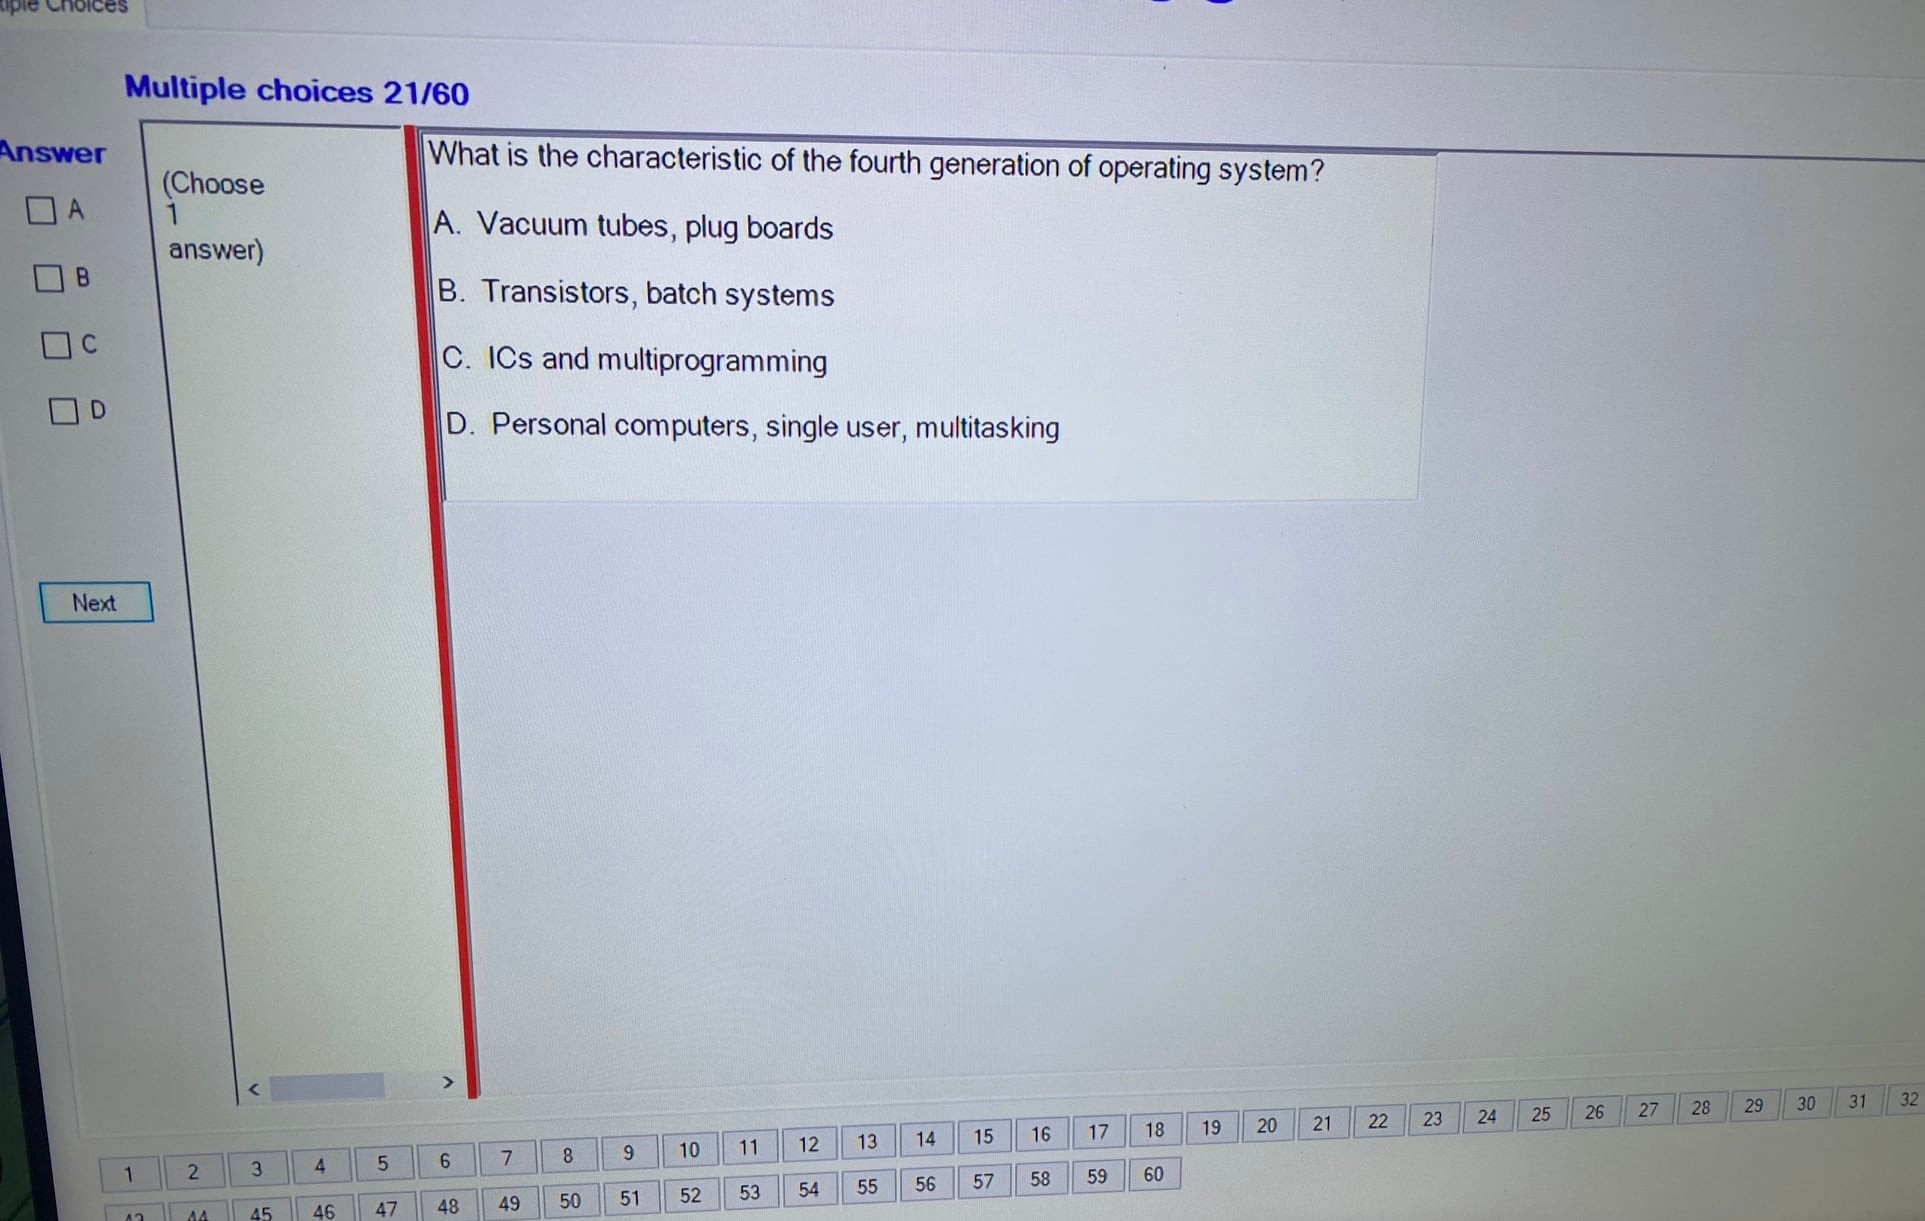 Choices
Multiple choices 21/60
Answer
A
B
C
D
(Choose
1
answer)
What is the characteristic of the fourth generation of operating system?
A. Vacuum tubes, plug boards
B. Transistors, batch systems
C. ICs and multiprogramming
D. Personal computers, single user, multitasking
Next
< >
1 2 3 4 5 6 7 8 9 10 11 12 13 14 15 16 17 18 19 20 21 22 23 24 25 26 27 28 29 30 31 32
44 45 46 47 48 49 50 51 52 53 54 55 56 57 58 59 60